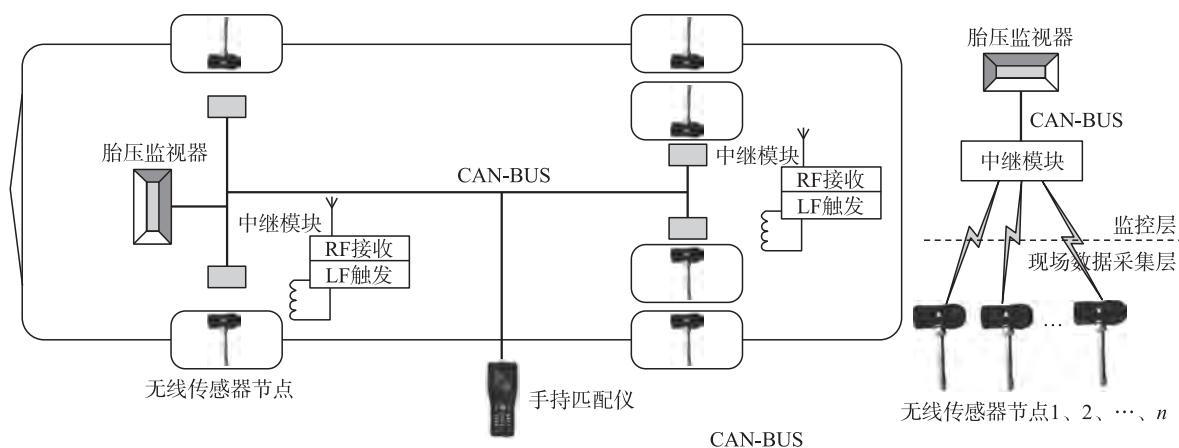 胎压监视器
CAN-BUS
中继模块
RF接收
LF触发
中继模块
RF接收
LF触发
无线传感器节点
手持匹配仪
CAN-BUS
胎压监视器
CAN-BUS
中继模块
监控层
现场数据采集层
…
无线传感器节点1、2、…、n